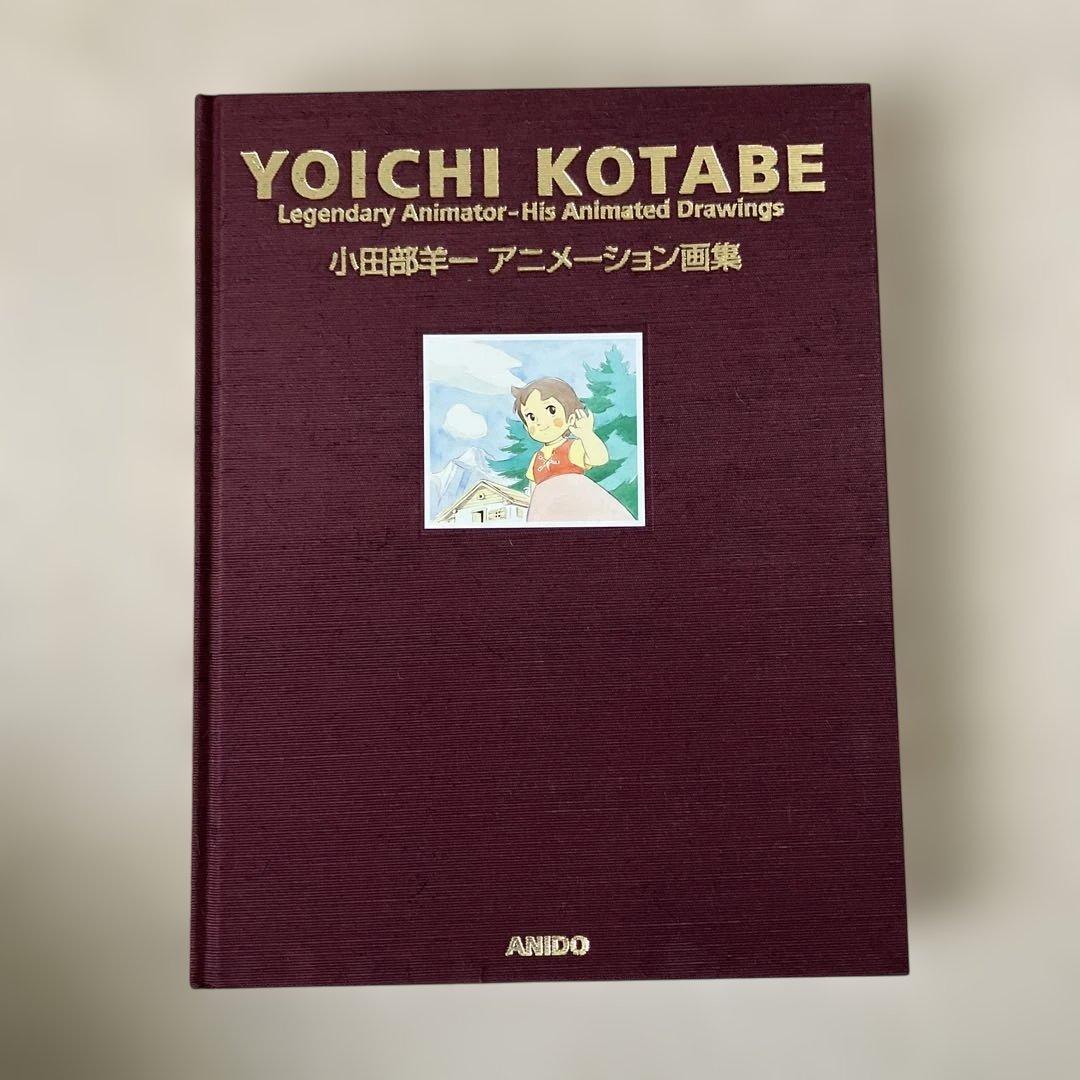 YOICHI KOTABE
Legendary Animator-His Animated Drawings
小田部羊一 アニメーション画集
ANIDO